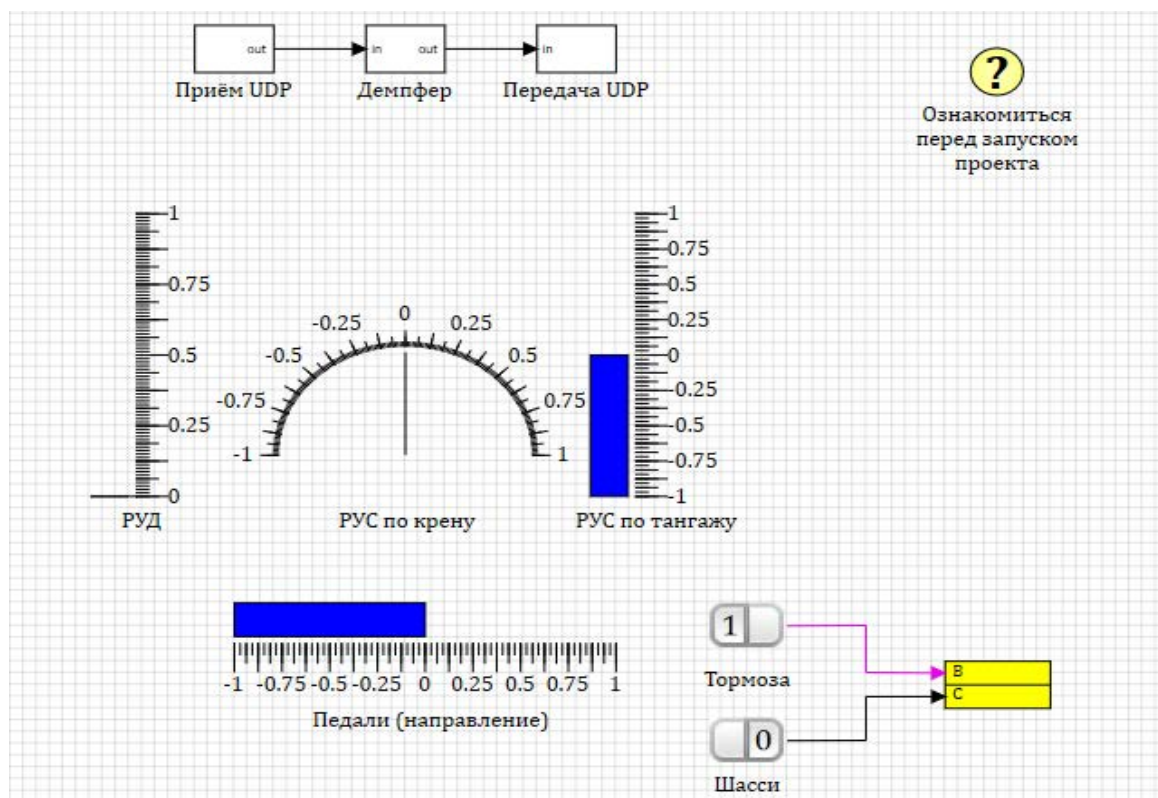 out
in
out
in
Приём UDP
Демпфер
Передача UDP
?
Ознакомиться
перед запуском
проекта
1
0.75
0.5
0.25
0
РУД
-1
-0.75
-0.5
-0.25
0
0.25
0.5
0.75
1
РУС по крену
1
0.75
0.5
0.25
0
-0.25
-0.5
-0.75
-1
РУС по тангажу
-1 -0.75 -0.5 -0.25 0 0.25 0.5 0.75 1
Педали (направление)
1
Тормоза
0
Шасси
B
C